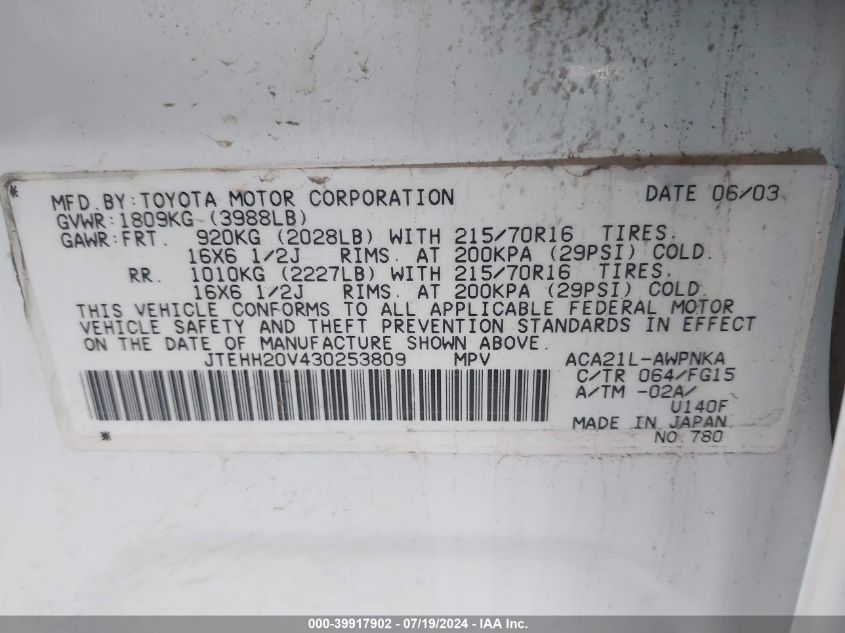 MFD.BY:TOYOTA MOTOR CORPORATION DATE 06/03
GVWR:1809KG (3988LB)
GAWR:FRT. 920KG (2028LB) WITH 215/70R16 TIRES.
16X6 1/2J RIMS. AT 200KPA (29PSI) COLD.
RR. 1010KG (2227LB) WITH 215/70R16 TIRES.
16X6 1/2J RIMS. AT 200KPA (29PSI) COLD.
THIS VEHICLE CONFORMS TO ALL APPLICABLE FEDERAL MOTOR
VEHICLE SAFETY AND THEFT PREVENTION STANDARDS IN EFFECT
ON THE DATE OF MANUFACTURE SHOWN ABOVE.
JTEHH20V430253809 MPV ACA21L-AWPNKA
C/TR 064/FG15
A/TM -02A/
U140F
MADE IN JAPAN
NO 780
000-39917902 - 07/19/2024 - IAA Inc.